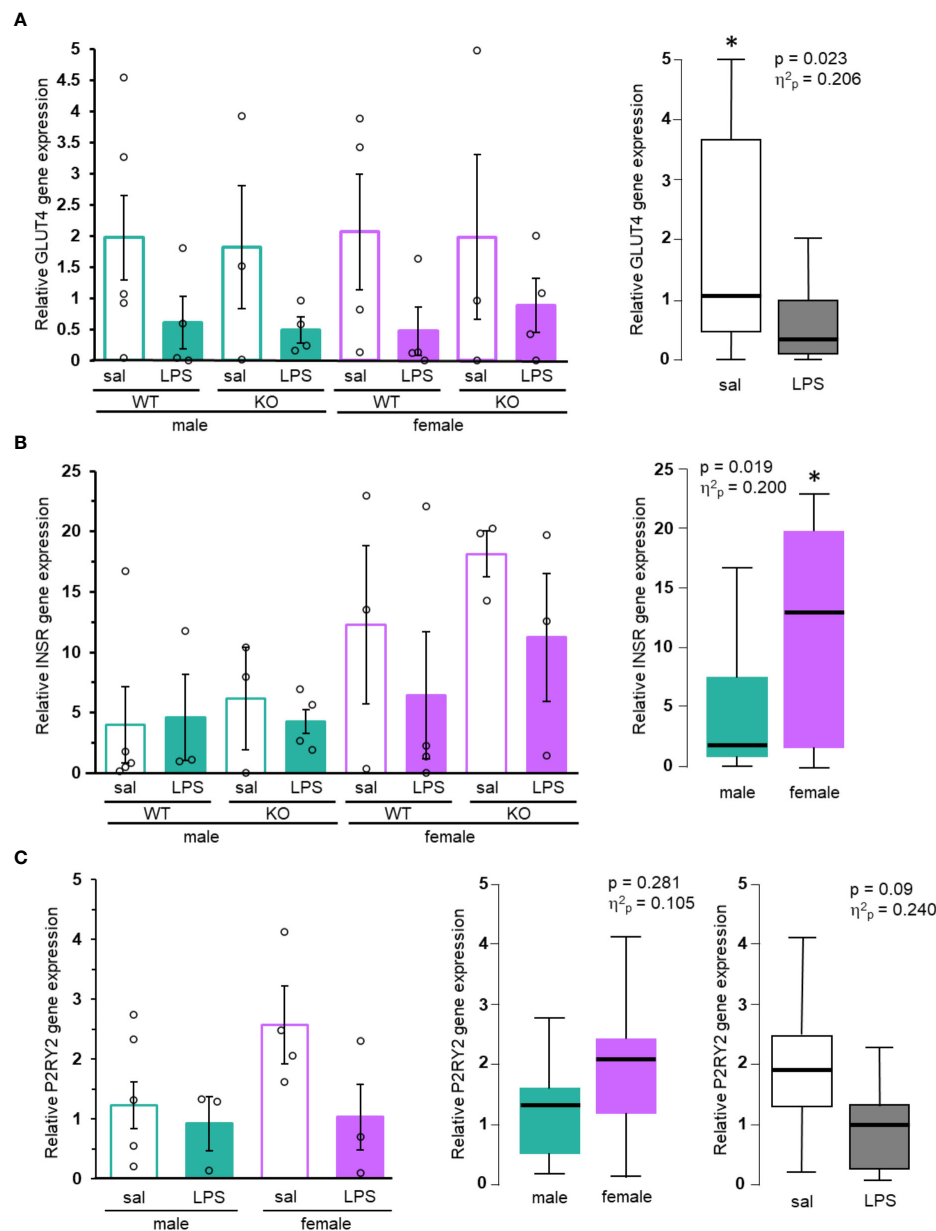 A
Relative GLUT4 gene expression
5
4.5
4
3.5
3
2.5
2
1.5
1
0.5
0
sal LPS sal LPS sal LPS sal LPS
WT KO WT KO
male female
Relative GLUT4 gene expression
5
4
3
2
1
0
*
p = 0.023
η²p = 0.206
sal LPS
B
Relative INSR gene expression
25
20
15
10
5
0
sal LPS sal LPS sal LPS sal LPS
WT KO WT KO
male female
Relative INSR gene expression
25
20
15
10
5
0
p = 0.019
η²p = 0.200
*
male female
C
Relative P2RY2 gene expression
5
4
3
2
1
0
sal LPS sal LPS
male female
Relative P2RY2 gene expression
5
4
3
2
1
0
p = 0.281
η²p = 0.105
male female
Relative P2RY2 gene expression
5
4
3
2
1
0
p = 0.09
η²p = 0.240
sal LPS